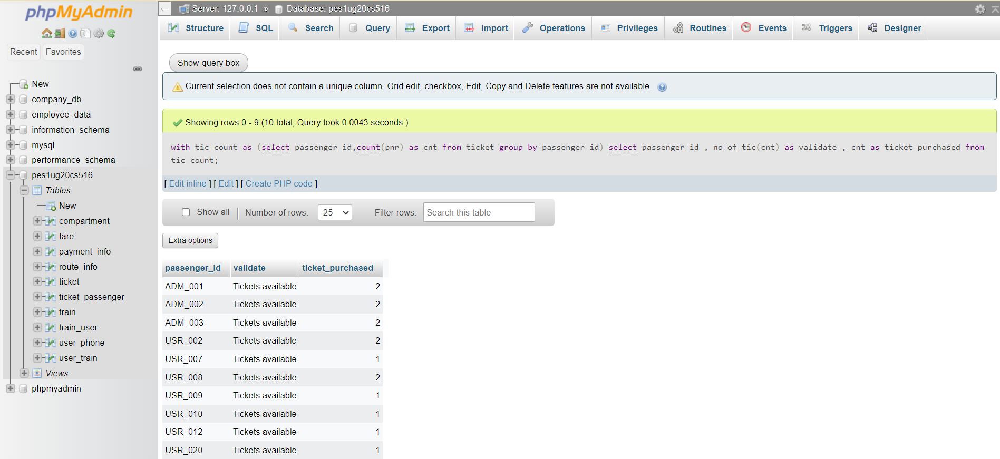 phpMyAdmin
Recent Favorites
New
company_db
employee_data
information_schema
mysql
performance_schema
pes1ug20cs516
Tables
New
compartment
fare
payment_info
route_info
ticket
ticket_passenger
train
train_user
user_phone
user_train
Views
phpmyadmin
Server: 127.0.0.1 » Database: pes1ug20cs516
Structure SQL Search Query Export Import Operations Privileges Routines Events Triggers Designer
Show query box
Current selection does not contain a unique column. Grid edit, checkbox, Edit, Copy and Delete features are not available.
Showing rows 0 - 9 (10 total, Query took 0.0043 seconds.)
with tic_count as (select passenger_id,count(pnr) as cnt from ticket group by passenger_id) select passenger_id , no_of_tic(cnt) as validate , cnt as ticket_purchased from
tic_count;
[ Edit inline ] [ Edit ] [ Create PHP code ]
Show all | Number of rows: 25 Filter rows: Search this table
Extra options
passenger_id validate ticket_purchased
ADM_001 Tickets available 2
ADM_002 Tickets available 2
ADM_003 Tickets available 2
USR_002 Tickets available 2
USR_007 Tickets available 1
USR_008 Tickets available 2
USR_009 Tickets available 1
USR_010 Tickets available 1
USR_012 Tickets available 1
USR_020 Tickets available 1